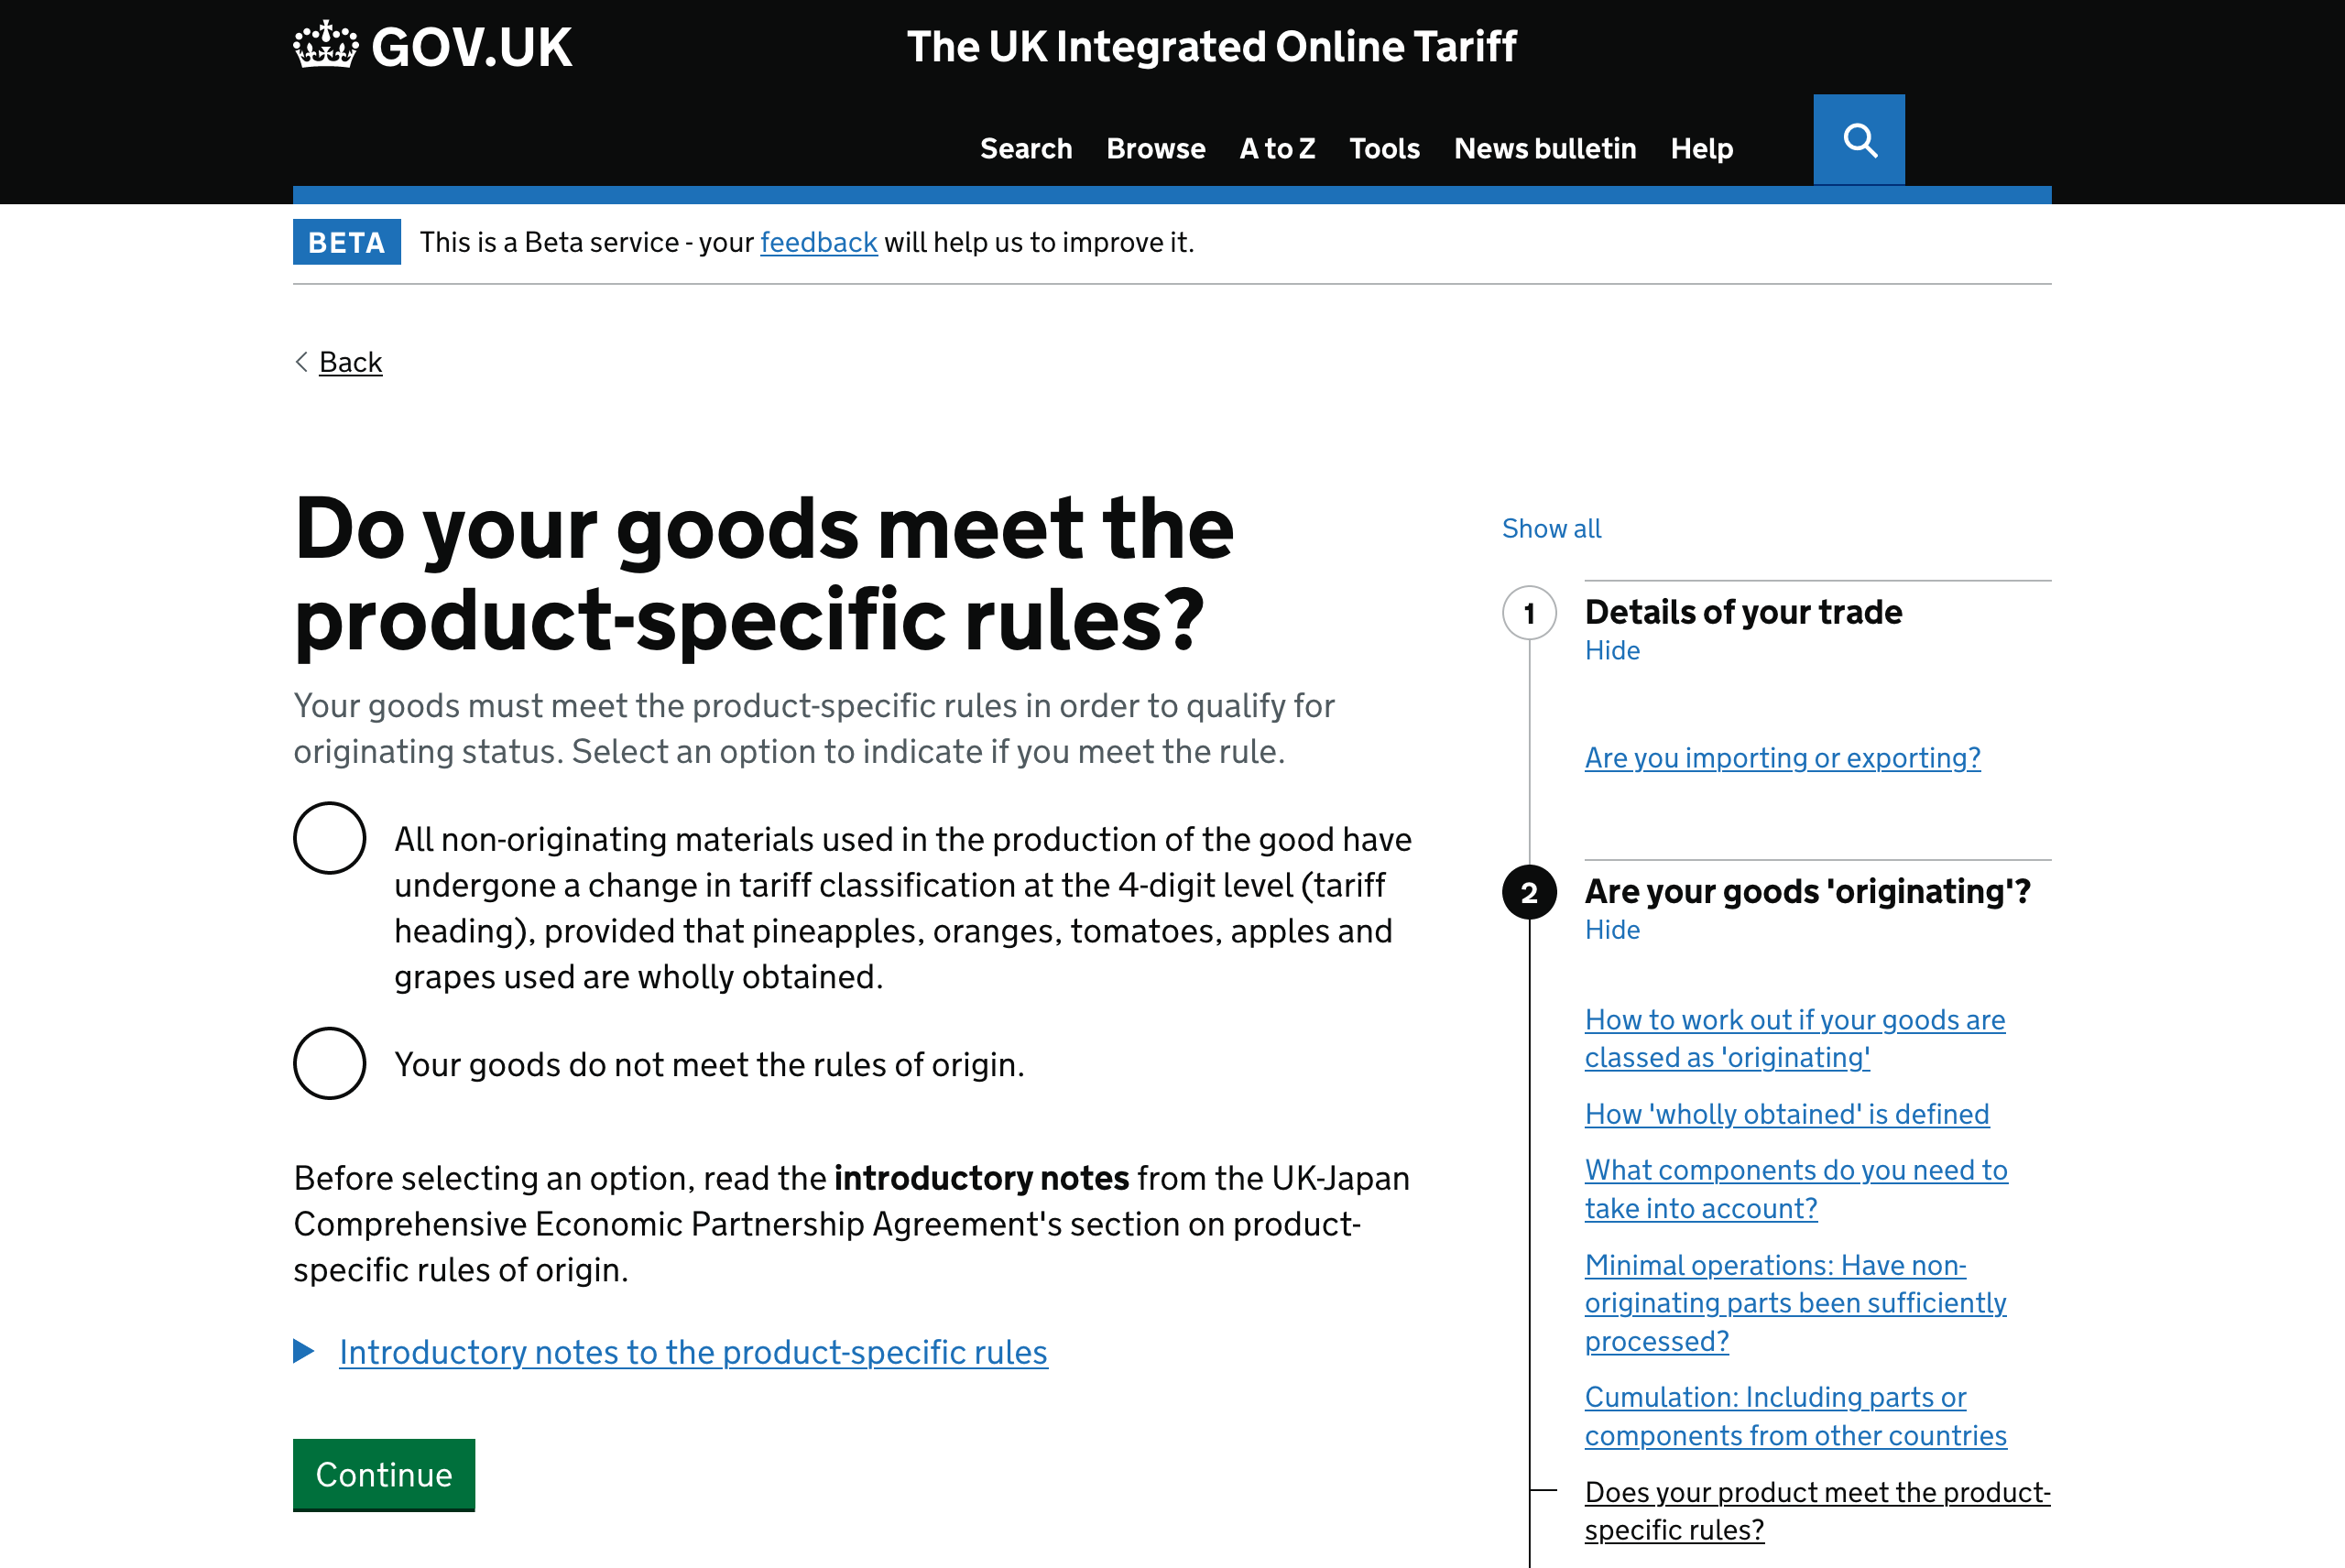 GOV.UK
The UK Integrated Online Tariff
Search Browse A to Z Tools News bulletin Help
BETA This is a Beta service - your feedback will help us to improve it.
Back
Do your goods meet the
product-specific rules?
Your goods must meet the product-specific rules in order to qualify for
originating status. Select an option to indicate if you meet the rule.
All non-originating materials used in the production of the good have
undergone a change in tariff classification at the 4-digit level (tariff
heading), provided that pineapples, oranges, tomatoes, apples and
grapes used are wholly obtained.
Your goods do not meet the rules of origin.
Before selecting an option, read the introductory notes from the UK-Japan
Comprehensive Economic Partnership Agreement's section on product-
specific rules of origin.
Introductory notes to the product-specific rules
Continue
Show all
1 Details of your trade
Hide
Are you importing or exporting?
2 Are your goods 'originating'?
Hide
How to work out if your goods are
classed as 'originating'
How 'wholly obtained' is defined
What components do you need to
take into account?
Minimal operations: Have non-
originating parts been sufficiently
processed?
Cumulation: Including parts or
components from other countries
Does your product meet the product-
specific rules?